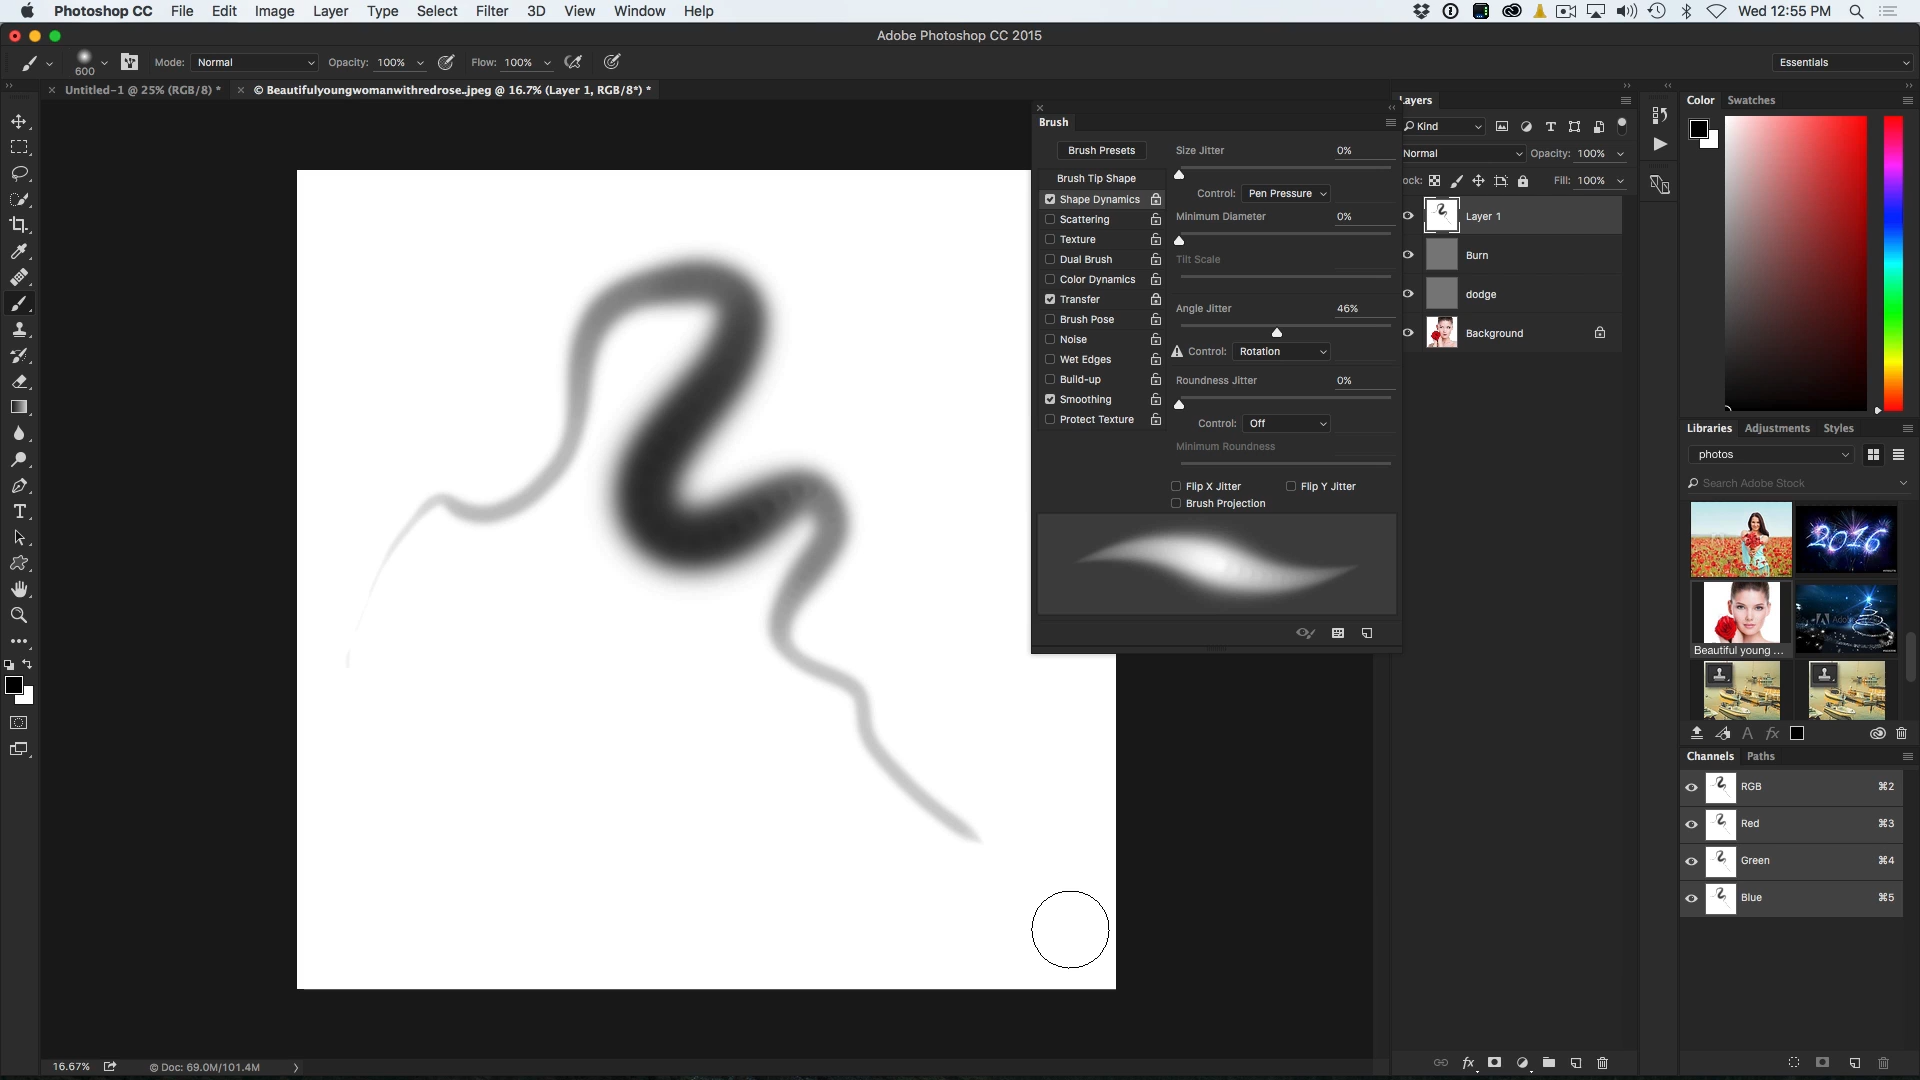 Photoshop CC File Edit Image Layer Type Select Filter 3D View Window Help Wed 12:55 PM
Adobe Photoshop CC 2015
600 Mode: Normal Opacity: 100% Flow: 100% Essentials
Untitled-1 @ 25% (RGB/8) * © Beautifulyoungwomanwithredrose..jpeg @ 16.7% (Layer 1, RGB/8*) *
Brush
Brush Presets
Brush Tip Shape
Shape Dynamics
Scattering
Texture
Dual Brush
Color Dynamics
Transfer
Brush Pose
Noise
Wet Edges
Build-up
Smoothing
Protect Texture
Size Jitter 0%
Control: Pen Pressure
Minimum Diameter 0%
Tilt Scale
Angle Jitter 46%
Control: Rotation
Roundness Jitter 0%
Control: Off
Minimum Roundness
Flip X Jitter Flip Y Jitter
Brush Projection
ayers
Kind
Normal Opacity: 100%
ock: Fill: 100%
Layer 1
Burn
dodge
Background
Color Swatches
Libraries Adjustments Styles
photos
Search Adobe Stock
2016
Beautiful young ...
Channels Paths
RGB ⌘2
Red ⌘3
Green ⌘4
Blue ⌘5
16.67% © Doc: 69.0M/101.4M